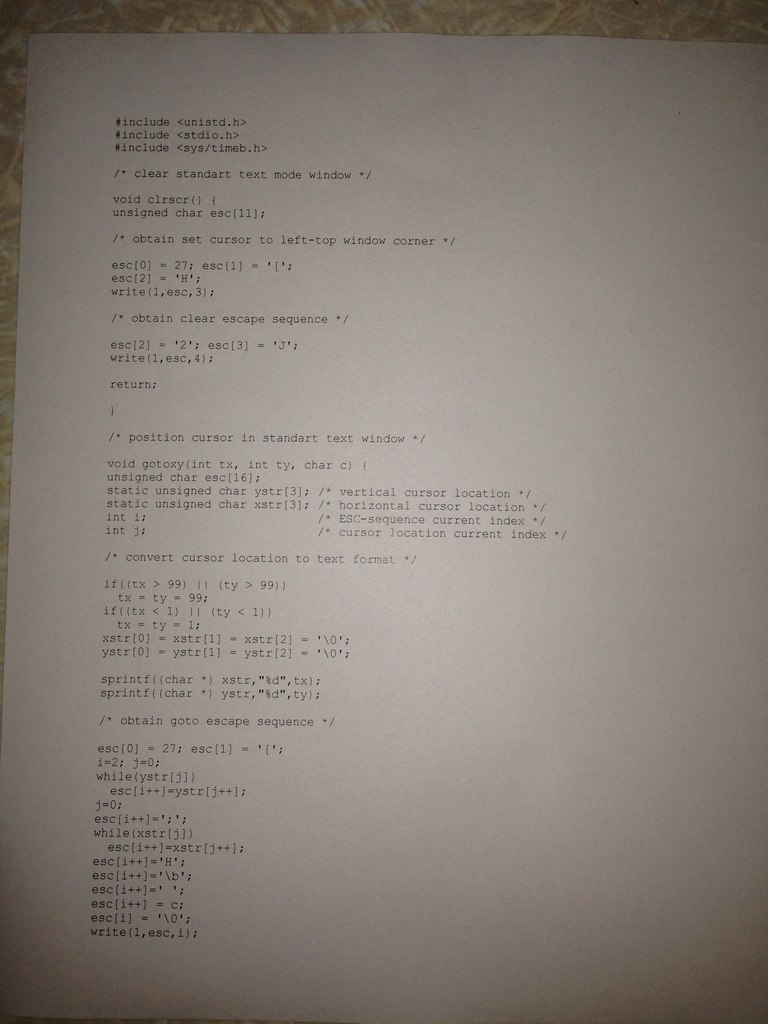 #include <unistd.h>
#include <stdio.h>
#include <sys/timeb.h>
/* clear standart text mode window */
void clrscr() {
unsigned char esc[11];
/* obtain set cursor to left-top window corner */
esc[0] = 27; esc[1] = '[';
esc[2] = 'H';
write(1,esc,3);
/* obtain clear escape sequence */
esc[2] = '2'; esc[3] = 'J';
write(1,esc,4);
return;
}
/* position cursor in standart text window */
void gotoxy(int tx, int ty, char c) {
unsigned char esc[16];
static unsigned char ystr[3]; /* vertical cursor location */
static unsigned char xstr[3]; /* horizontal cursor location */
int i; /* ESC-sequence current index */
int j; /* cursor location current index */
/* convert cursor location to text format */
if((tx > 99) || (ty > 99))
tx = ty = 99;
if((tx < 1) || (ty < 1))
tx = ty = 1;
xstr[0] = xstr[1] = xstr[2] = '\0';
ystr[0] = ystr[1] = ystr[2] = '\0';
sprintf((char *) xstr,"%d",tx);
sprintf((char *) ystr,"%d",ty);
/* obtain goto escape sequence */
esc[0] = 27; esc[1] = '[';
i=2; j=0;
while(ystr[j])
esc[i++]=ystr[j++];
j=0;
esc[i++]=';';
while(xstr[j])
esc[i++]=xstr[j++];
esc[i++]='H';
esc[i++]='\b';
esc[i++]=' ';
esc[i++] = c;
esc[i] = '\0';
write(1,esc,i);